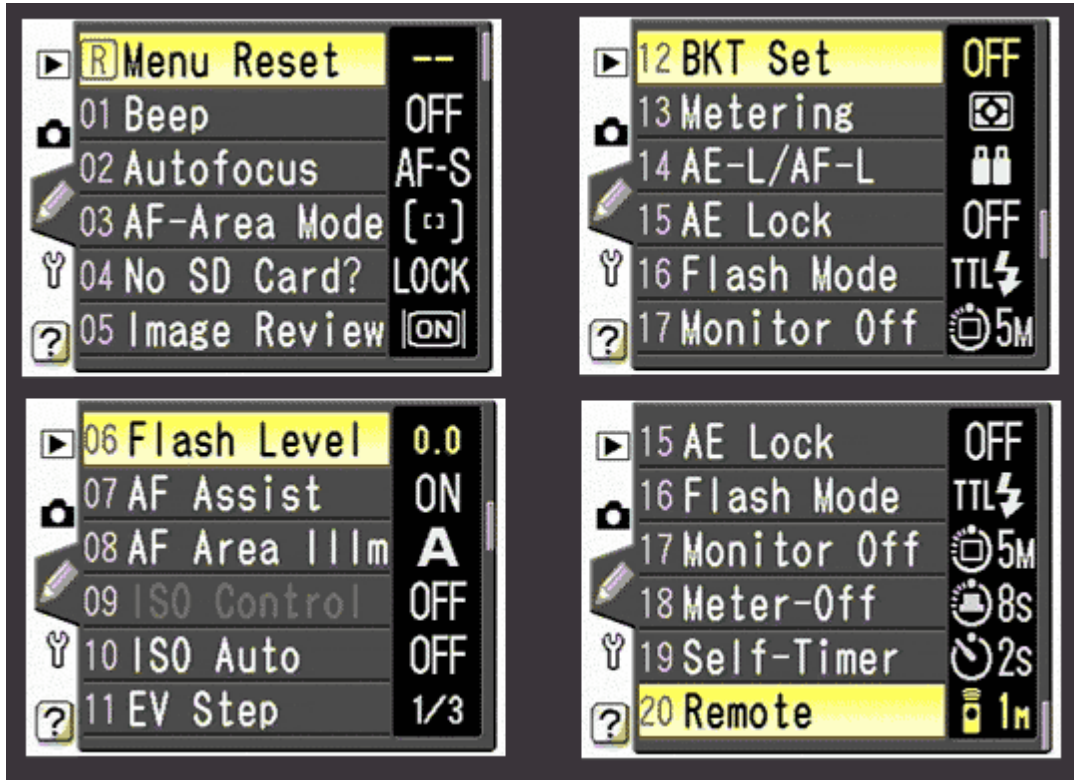 R Menu Reset --
01 Beep OFF
02 Autofocus AF-S
03 AF-Area Mode [[]]
04 No SD Card? LOCK
05 Image Review ON
?
06 Flash Level 0.0
07 AF Assist ON
08 AF Area Illm A
09 ISO Control OFF
10 ISO Auto OFF
11 EV Step 1/3
?
12 BKT Set OFF
13 Metering
14 AE-L/AF-L
15 AE Lock OFF
16 Flash Mode TTL
17 Monitor Off 5M
?
15 AE Lock OFF
16 Flash Mode TTL
17 Monitor Off 5M
18 Meter-Off 8s
19 Self-Timer 2s
20 Remote 1M
?